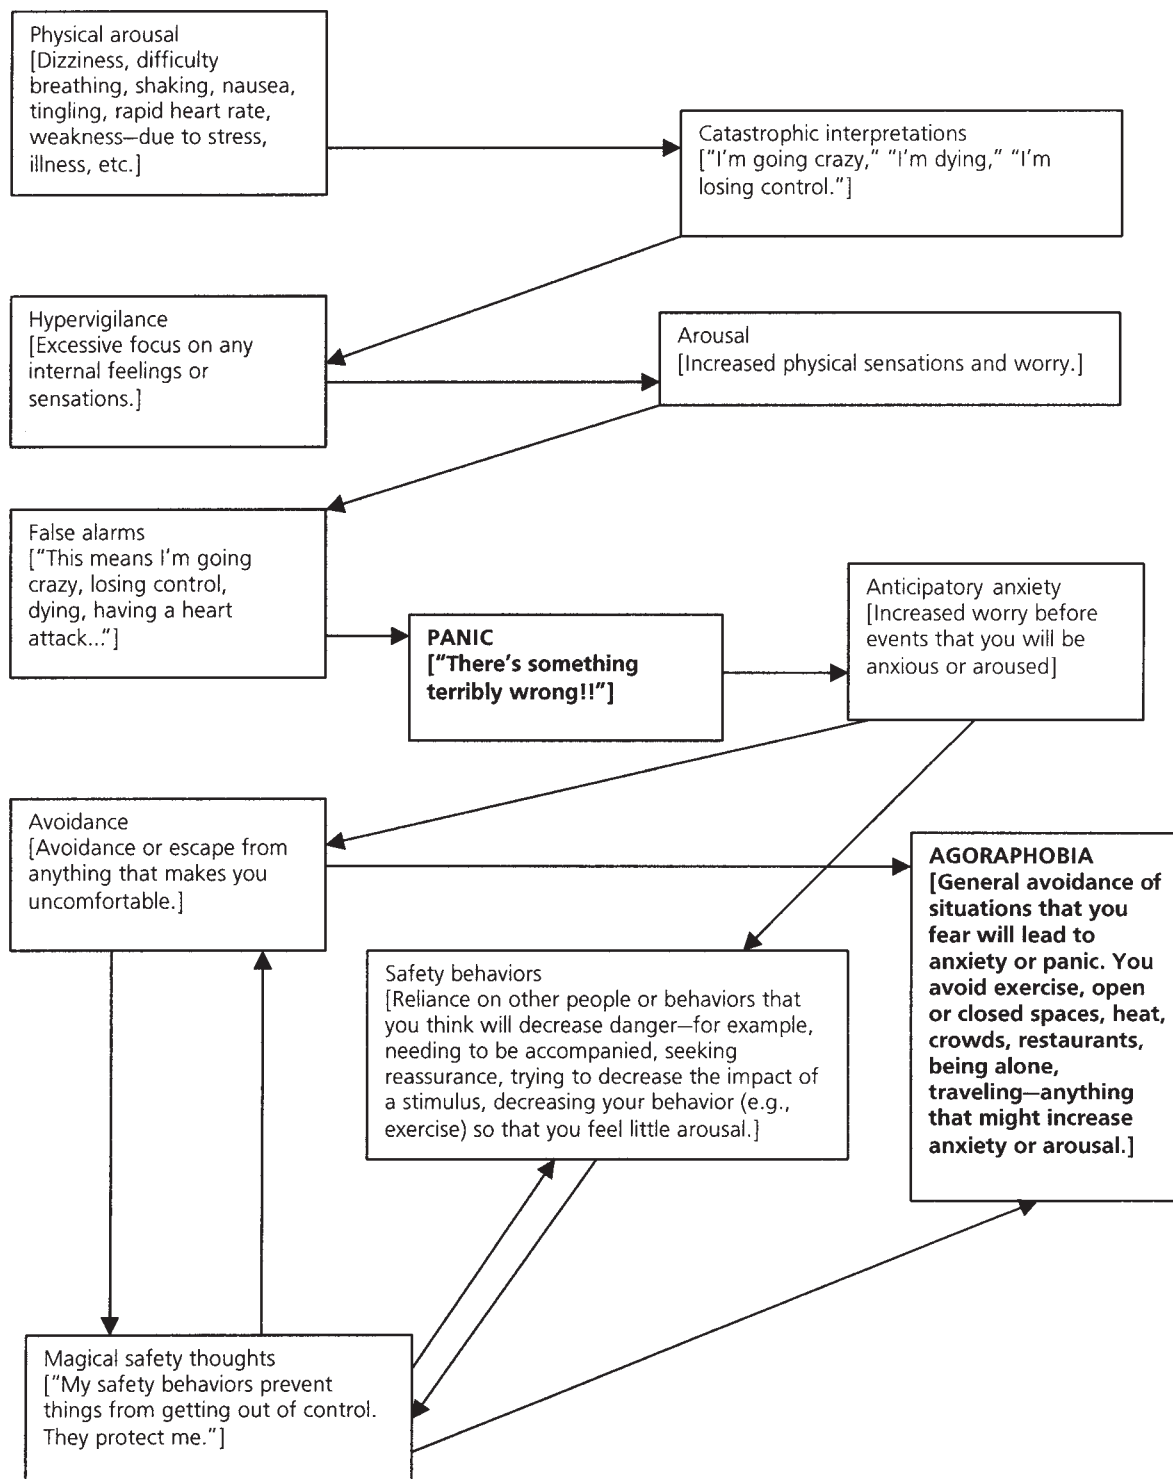 Physical arousal
[Dizziness, difficulty
breathing, shaking, nausea,
tingling, rapid heart rate,
weakness—due to stress,
illness, etc.]
Catastrophic interpretations
[“I'm going crazy,” “I'm dying,” “I'm
losing control.”]
Hypervigilance
[Excessive focus on any
internal feelings or
sensations.]
Arousal
[Increased physical sensations and worry.]
False alarms
[“This means I'm going
crazy, losing control,
dying, having a heart
attack...”]
PANIC
[“There's something
terribly wrong!!”]
Anticipatory anxiety
[Increased worry before
events that you will be
anxious or aroused]
Avoidance
[Avoidance or escape from
anything that makes you
uncomfortable.]
AGORAPHOBIA
[General avoidance of
situations that you
fear will lead to
anxiety or panic. You
avoid exercise, open
or closed spaces, heat,
crowds, restaurants,
being alone,
traveling—anything
that might increase
anxiety or arousal.]
Safety behaviors
[Reliance on other people or behaviors that
you think will decrease danger—for example,
needing to be accompanied, seeking
reassurance, trying to decrease the impact of
a stimulus, decreasing your behavior (e.g.,
exercise) so that you feel little arousal.]
Magical safety thoughts
[“My safety behaviors prevent
things from getting out of control.
They protect me.”]